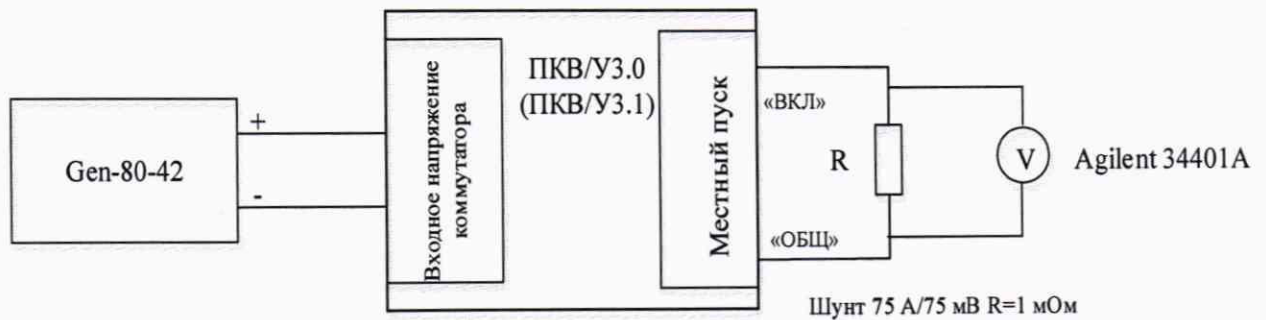 Gen-80-42
+
-
Входное напряжение
коммутатора
ПКВ/У3.0
(ПКВ/У3.1)
Местный пуск
«ВКЛ»
«ОБЩ»
R
V
Agilent 34401A
Шунт 75 А/75 мВ R=1 мОм